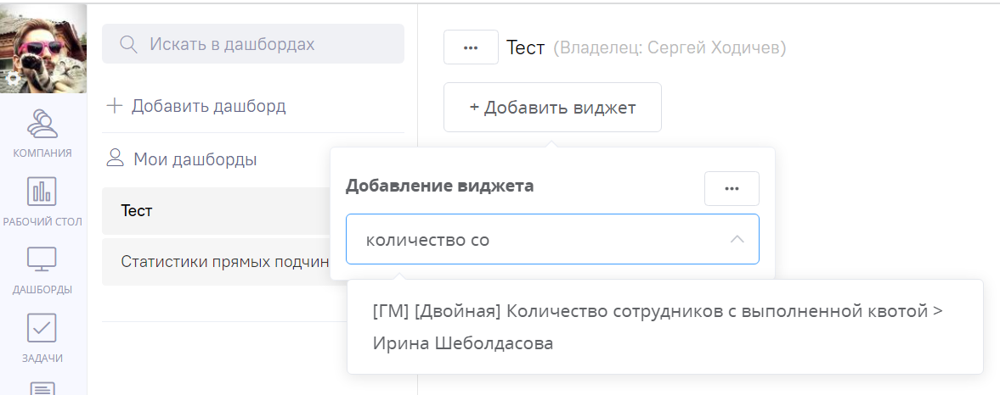 Искать в дашбордах
+ Добавить дашборд
Мои дашборды
Тест
Статистики прямых подчин
КОМПАНИЯ
РАБОЧИЙ СТОЛ
ДАШБОРДЫ
ЗАДАЧИ
... Тест (Владелец: Сергей Ходичев)
+ Добавить виджет
Добавление виджета ...
количество со
[ГМ] [Двойная] Количество сотрудников с выполненной квотой >
Ирина Шеболдасова